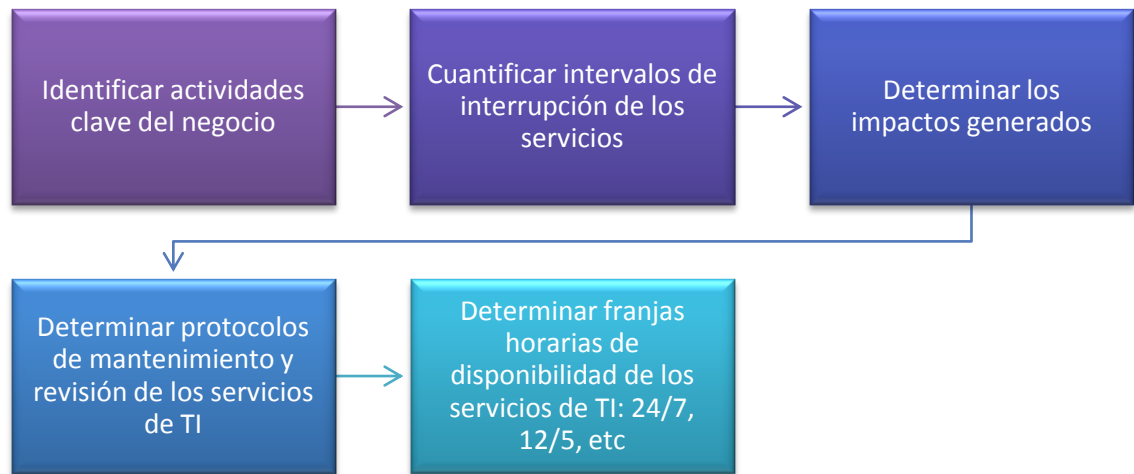 Identificar actividades
clave del negocio
Cuantificar intervalos de
interrupción de los
servicios
Determinar los
impactos generados
Determinar protocolos
de mantenimiento y
revisión de los servicios
de TI
Determinar franjas
horarias de
disponibilidad de los
servicios de TI: 24/7,
12/5, etc